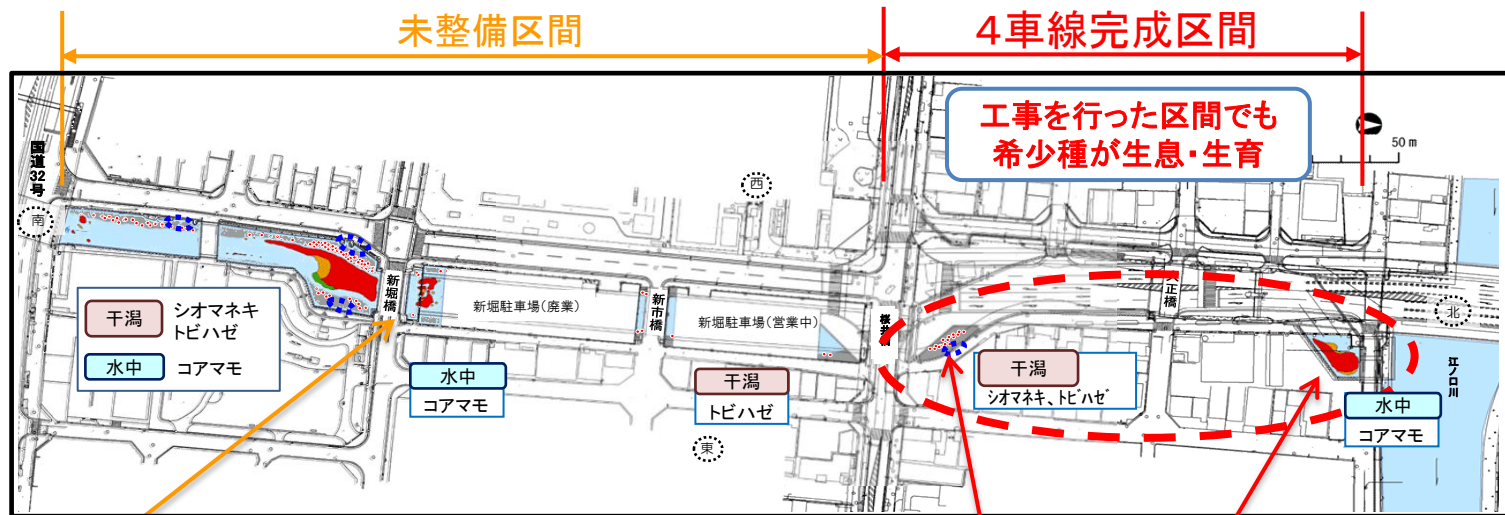 未整備区間
4車線完成区間
工事を行った区間でも
希少種が生息・生育
50 m
国道32号
南
西
北
東
新堀橋
新堀駐車場(廃業)
新市橋
新堀駐車場(営業中)
大正橋
江ノ口川
干潟
シオマネキ
トビハゼ
水中
コアマモ
水中
コアマモ
干潟
トビハゼ
干潟
シオマネキ、トビハゼ
水中
コアマモ